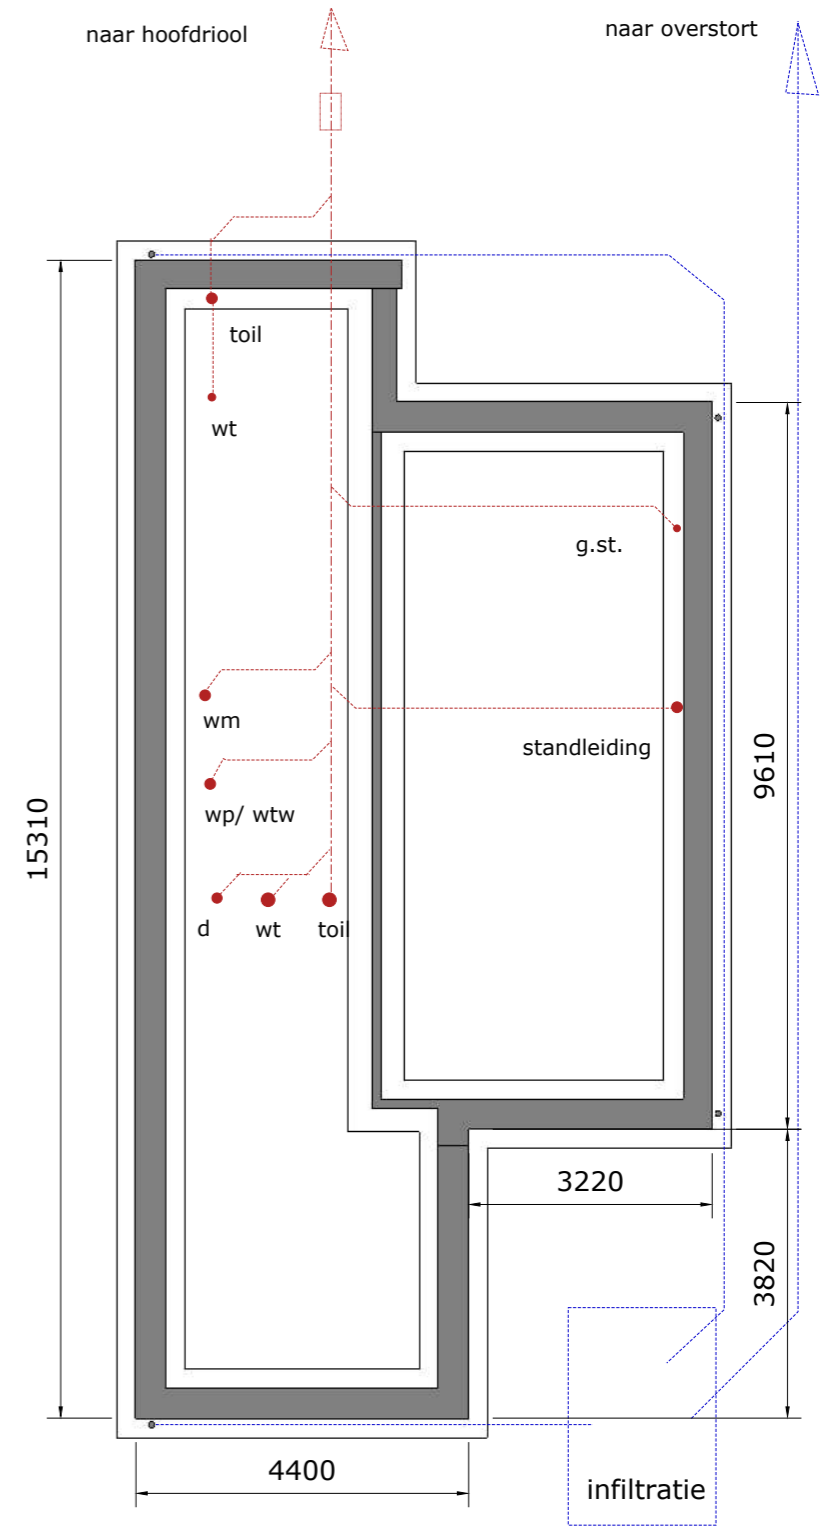 naar overstort
naar hoofdriool
toil
wt
g.st.
wm
standleiding
9610
wp/ wtw
15310
d
wt
toil
3220
3820
4400
infiltratie